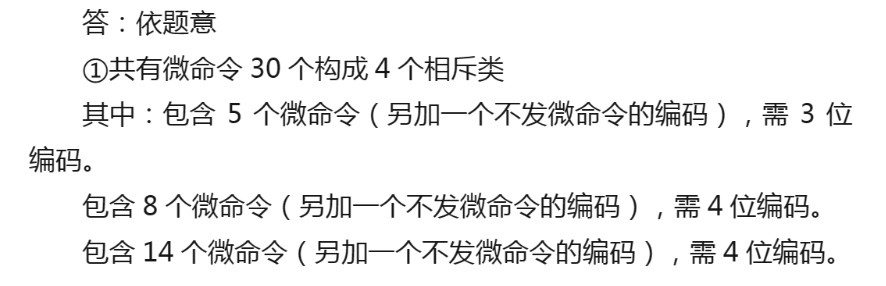 答：依题意
①共有微命令 30 个构成 4 个相斥类
其中：包含 5 个微命令（另加一个不发微命令的编码），需 3 位
编码。
包含 8 个微命令（另加一个不发微命令的编码），需 4 位编码。
包含 14 个微命令（另加一个不发微命令的编码），需 4 位编码。